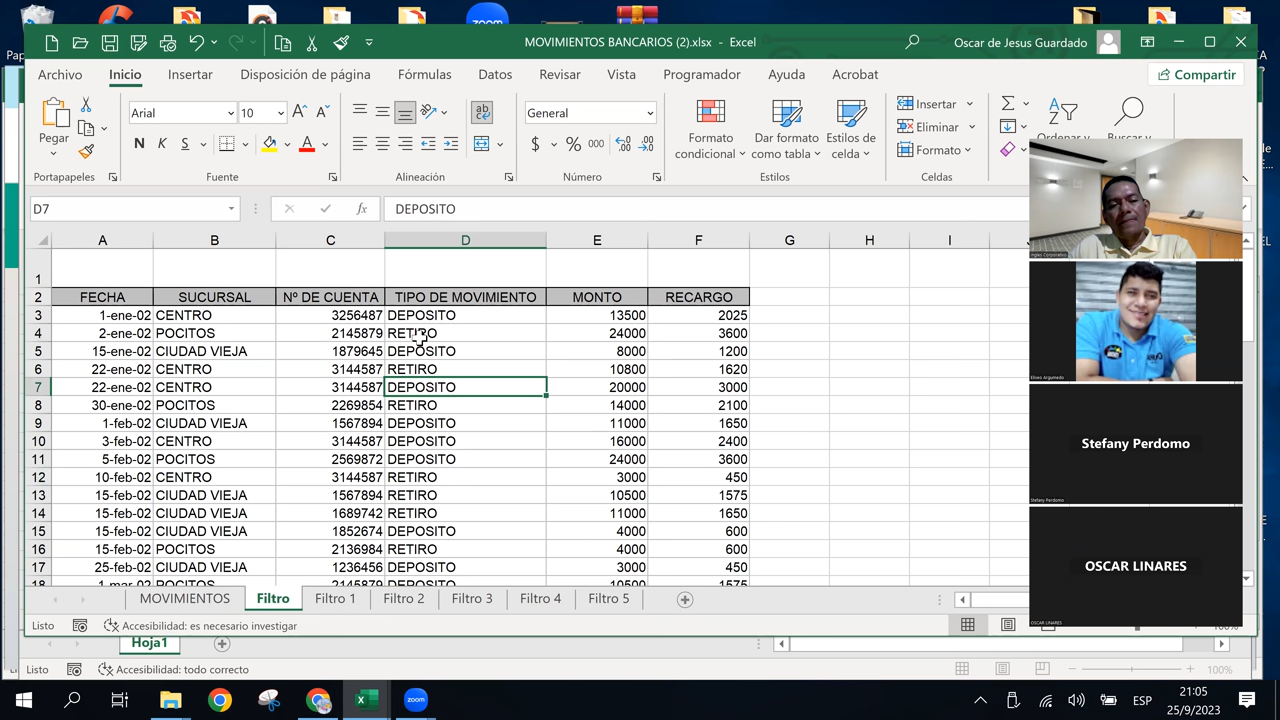 zoom
MOVIMIENTOS BANCARIOS (2).xlsx - Excel
Oscar de Jesus Guardado
Archivo Inicio Insertar Disposición de página Fórmulas Datos Revisar Vista Programador Ayuda Acrobat
Compartir
Pegar
Arial 10
N K S
General
$ % 000
Formato condicional
Dar formato como tabla
Estilos de celda
Insertar
Eliminar
Formato
Ordenar y
Buscar y
Portapapeles Fuente Alineación Número Estilos Celdas
D7 fx DEPOSITO
A B C D E F G H I
1
2 FECHA SUCURSAL Nº DE CUENTA TIPO DE MOVIMIENTO MONTO RECARGO
3 1-ene-02 CENTRO 3256487 DEPOSITO 13500 2025
4 2-ene-02 POCITOS 2145879 RETIRO 24000 3600
5 15-ene-02 CIUDAD VIEJA 1879645 DEPOSITO 8000 1200
6 22-ene-02 CENTRO 3144587 RETIRO 10800 1620
7 22-ene-02 CENTRO 3144587 DEPOSITO 20000 3000
8 30-ene-02 POCITOS 2269854 RETIRO 14000 2100
9 1-feb-02 CIUDAD VIEJA 1567894 DEPOSITO 11000 1650
10 3-feb-02 CENTRO 3144587 DEPOSITO 16000 2400
11 5-feb-02 POCITOS 2569872 DEPOSITO 24000 3600
12 10-feb-02 CENTRO 3144587 RETIRO 3000 450
13 15-feb-02 CIUDAD VIEJA 1567894 RETIRO 10500 1575
14 15-feb-02 CIUDAD VIEJA 2356742 RETIRO 11000 1650
15 15-feb-02 CIUDAD VIEJA 1852674 DEPOSITO 4000 600
16 15-feb-02 POCITOS 2136984 RETIRO 4000 600
17 25-feb-02 CIUDAD VIEJA 1236456 DEPOSITO 3000 450
18 1-mar-02 POCITOS 2145879 DEPOSITO 10500 1575
Stefany Perdomo
Stefany Perdomo
OSCAR LINARES
OSCAR LINARES
MOVIMIENTOS Filtro Filtro 1 Filtro 2 Filtro 3 Filtro 4 Filtro 5
Listo Accesibilidad: es necesario investigar 100%
Hoja1
Listo Accesibilidad: todo correcto 100%
zoom
ESP
21:05
25/9/2023